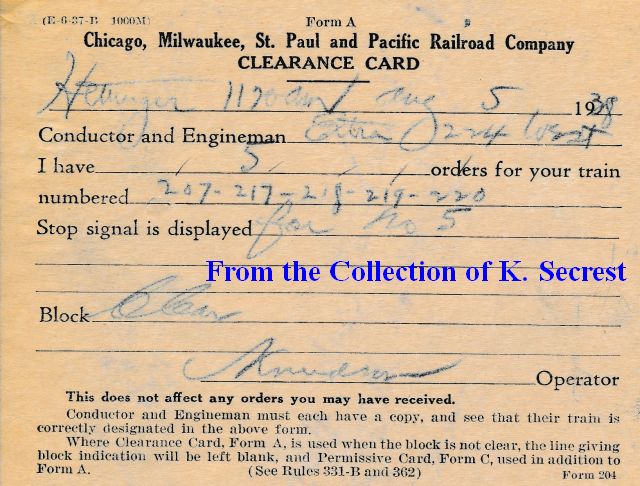 (E-6-37-B 1000M) Form A
Chicago, Milwaukee, St. Paul and Pacific Railroad Company
CLEARANCE CARD
Hettinger 1120am Aug 5 1938
Conductor and Engineman Extra 224 West
I have 5 orders for your train
numbered 207-217-218-219-220
Stop signal is displayed for No 5
From the Collection of K. Secrest
Block Clear
Knudson Operator
This does not affect any orders you may have received.
Conductor and Engineman must each have a copy, and see that their train is
correctly designated in the above form.
Where Clearance Card, Form A, is used when the block is not clear, the line giving
block indication will be left blank, and Permissive Card, Form C, used in addition to
Form A. (See Rules 331-B and 362) Form 204